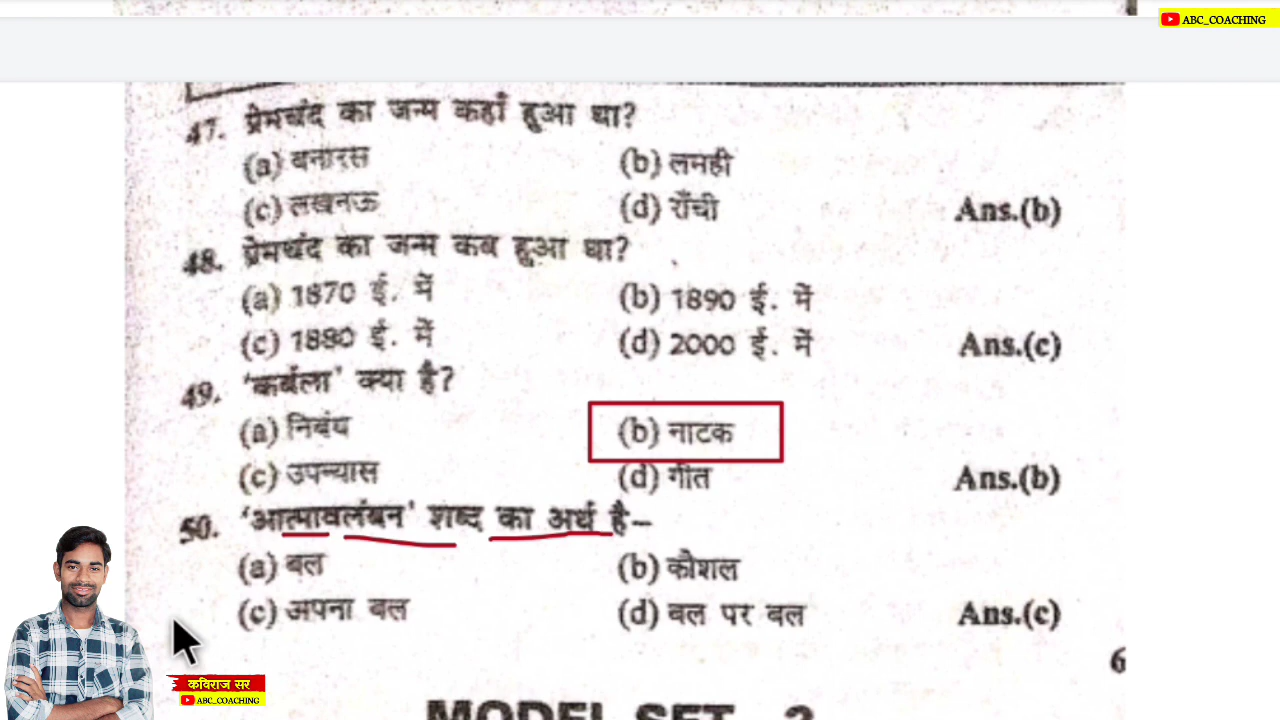 ABC_COACHING
47. प्रेमचंद का जन्म कहाँ हुआ था?
(a) बनारस (b) लमही
(c) लखनऊ (d) राँची Ans.(b)
48. प्रेमचंद का जन्म कब हुआ था?
(a) 1870 ई. में (b) 1890 ई. में
(c) 1880 ई. में (d) 2000 ई. में Ans.(c)
49. 'कर्बला' क्या है?
(a) निबंध (b) नाटक
(c) उपन्यास (d) गीत Ans.(b)
50. 'आत्मावलंबन' शब्द का अर्थ है–
(a) बल (b) कौशल
(c) अपना बल (d) बल पर बल Ans.(c)
6
कविराज सर
ABC_COACHING
MODEL SET